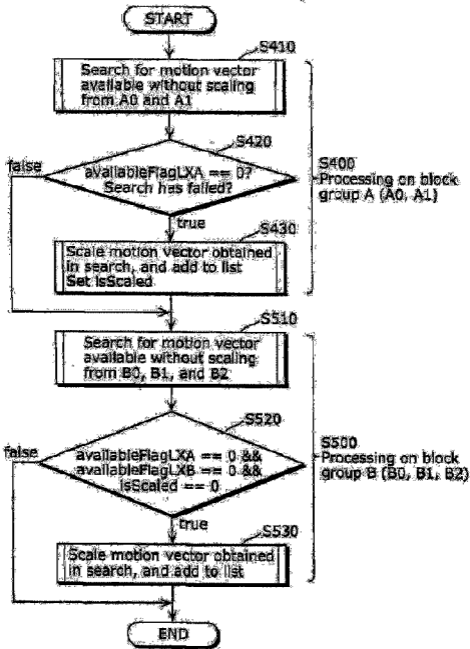 START
S410
Search for motion vector
available without scaling
from A0 and A1
S420
false
availableFlagLXA == 0?
Search has failed?
true
S400
Processing on block
group A (A0, A1)
S430
Scale motion vector obtained
in search, and add to list
Set isScaled
S510
Search for motion vector
available without scaling
from B0, B1, and B2
S520
false
availableFlagLXA == 0 &&
availableFlagLXB == 0 &&
isScaled == 0
true
S500
Processing on block
group B (B0, B1, B2)
S530
Scale motion vector obtained
in search, and add to list
END